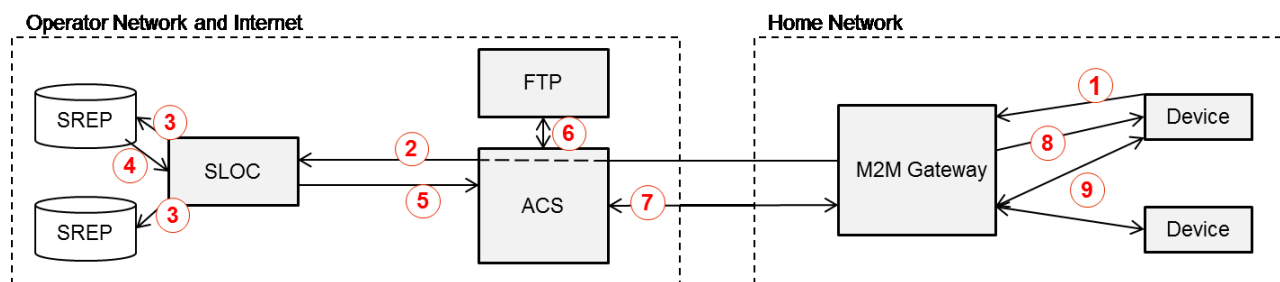 Operator Network and Internet
Home Network
FTP
1
SREP
3
Device
6
8
4
2
SLOC
M2M Gateway
9
5
ACS
7
3
SREP
Device